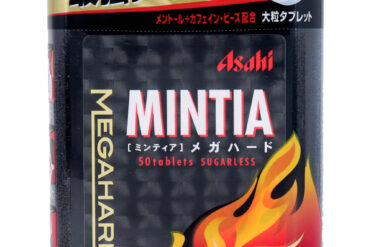 メントール+カフェイン・ビーズ配合 大粒タブレット
Asahi
MINTIA
[ミンティア] メガハード
50tablets SUGARLESS
MEGAHARD